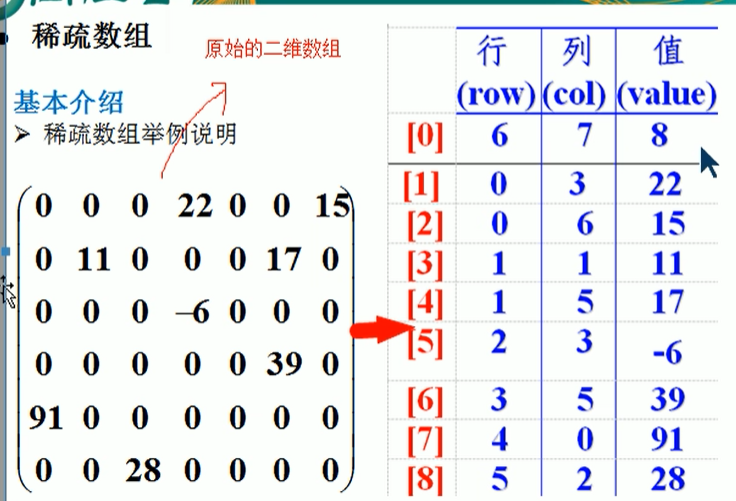 稀疏数组
原始的二维数组
基本介绍
➢ 稀疏数组举例说明
0 0 0 22 0 0 15
0 11 0 0 0 17 0
0 0 0 –6 0 0 0
0 0 0 0 0 39 0
91 0 0 0 0 0 0
0 0 28 0 0 0 0
行 列 值
(row) (col) (value)
[0] 6 7 8
[1] 0 3 22
[2] 0 6 15
[3] 1 1 11
[4] 1 5 17
[5] 2 3 -6
[6] 3 5 39
[7] 4 0 91
[8] 5 2 28